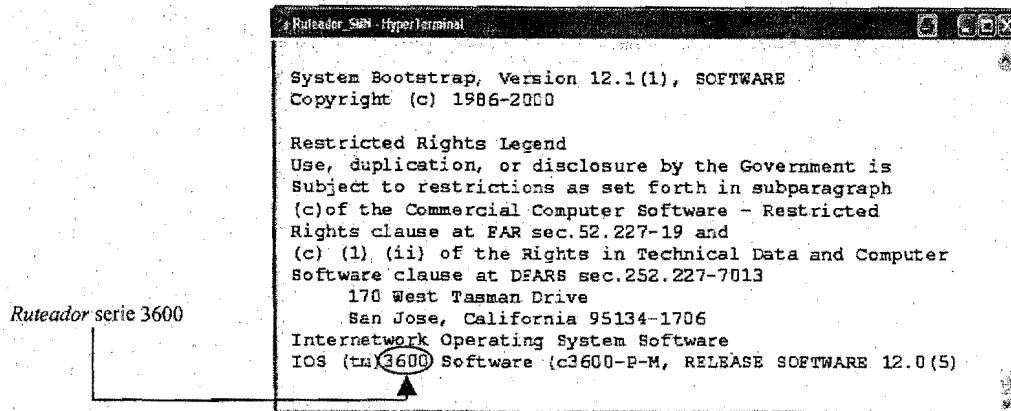 Ruteador_SWN - HyperTerminal
System Bootstrap, Version 12.1(1), SOFTWARE
Copyright (c) 1986-2000
Restricted Rights Legend
Use, duplication, or disclosure by the Government is
Subject to restrictions as set forth in subparagraph
(c)of the Commercial Computer Software - Restricted
Rights clause at FAR sec.52.227-19 and
(c) (1) (ii) of the Rights in Technical Data and Computer
Software clause at DFARS sec.252.227-7013
170 West Tasman Drive
San Jose, California 95134-1706
Internetwork Operating System Software
IOS (tm)3600 Software (c3600-P-M, RELEASE SOFTWARE 12.0(5)
Ruteador serie 3600